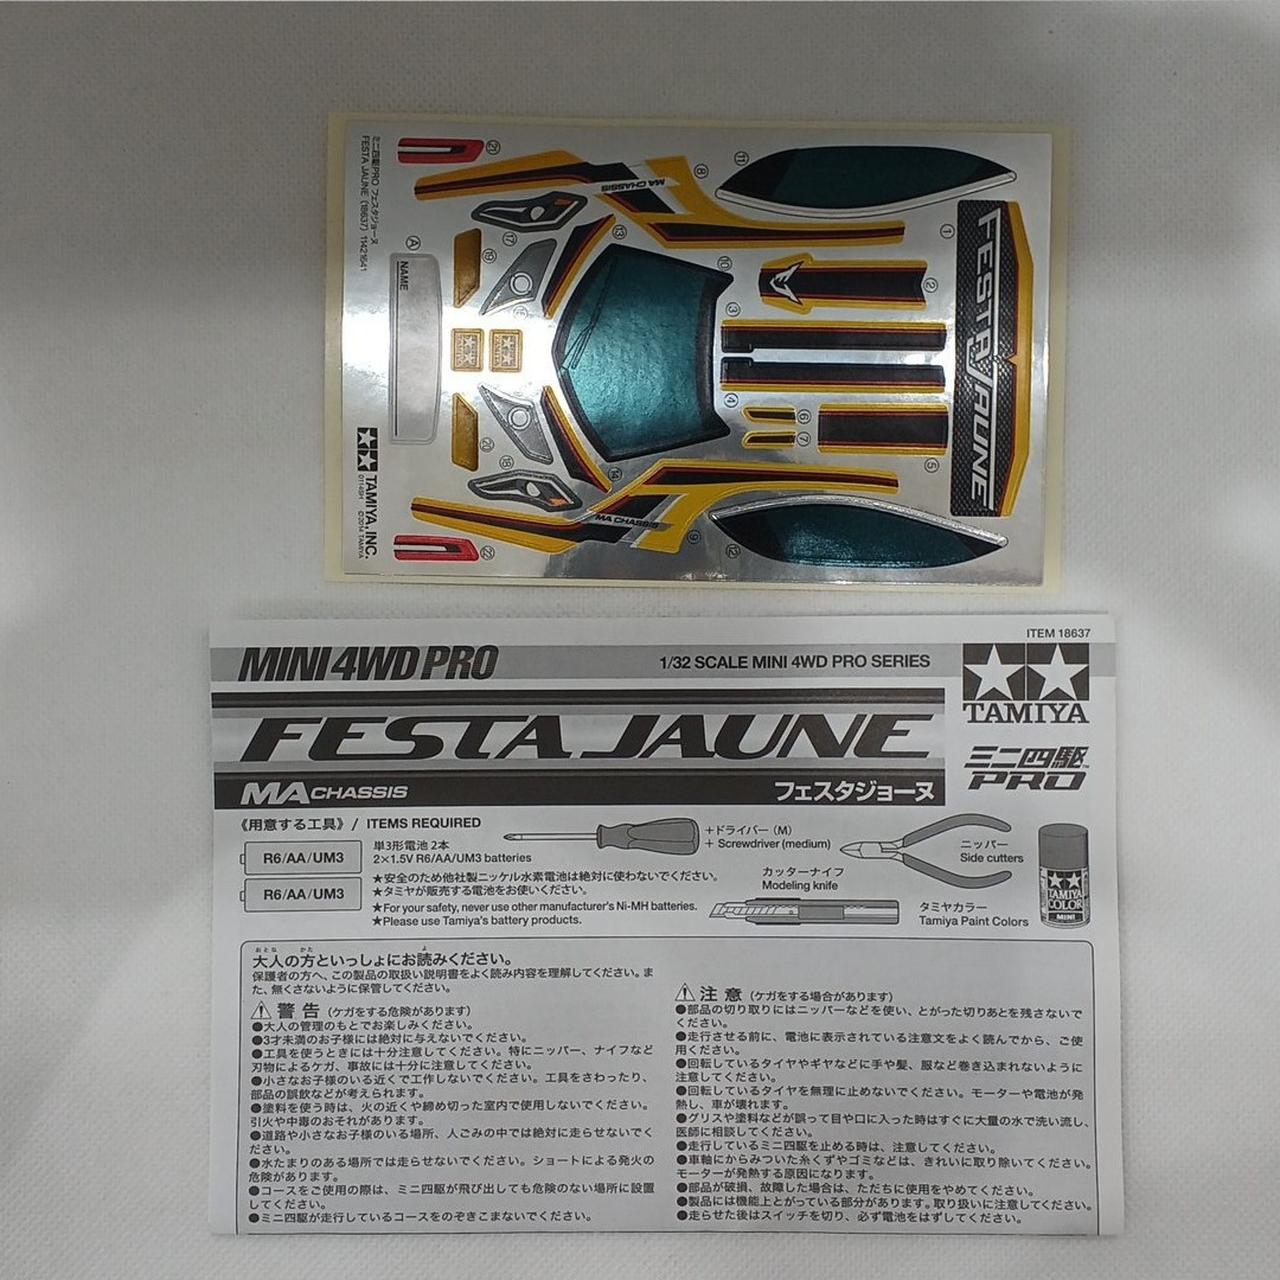 ミニ四駆PRO フェスタジョーヌ
FESTA JAUNE (18637) 11421641
NAME
A
TAMIYA, INC.
0114SH ©2014 TAMIYA
MA CHASSIS
MA CHASSIS
FESTA JAUNE
21
8
11
1
17
13
19
10
2
3
4
6
7
5
20
18
14
9
12
22
ITEM 18637
MINI 4WD PRO
1/32 SCALE MINI 4WD PRO SERIES
TAMIYA
FESTA JAUNE
ミニ四駆™
PRO
MA CHASSIS
フェスタジョーヌ
《用意する工具》 / ITEMS REQUIRED
R6/AA/UM3
R6/AA/UM3
単3形電池 2本
2×1.5V R6/AA/UM3 batteries
★安全のため他社製ニッケル水素電池は絶対に使わないでください。
★タミヤが販売する電池をお使いください。
★For your safety, never use other manufacturer's Ni-MH batteries.
★Please use Tamiya's battery products.
+ドライバー (M)
+ Screwdriver (medium)
カッターナイフ
Modeling knife
ニッパー
Side cutters
タミヤカラー
Tamiya Paint Colors
TAMIYA
COLOR
MINI
おとな かた よ
大人の方といっしょにお読みください。
保護者の方へ、この製品の取扱い説明書をよく読み内容を理解してください。ま
た、無くさないように保管してください。
警告 (ケガをする危険があります)
●大人の管理のもとでお楽しみください。
●3才未満のお子様には絶対に与えないでください。
●工具を使うときには十分注意してください。特にニッパー、ナイフなど
刃物によるケガ、事故には十分に注意してください。
●小さなお子様のいる近くで工作しないでください。工具をさわったり、
部品の誤飲などが考えられます。
●塗料を使う時は、火の近くや締め切った室内で使用しないでください。
引火や中毒のおそれがあります。
●道路や小さなお子様のいる場所、人ごみの中では絶対に走らせないでく
ださい。
●水たまりのある場所では走らせないでください。ショートによる発火の
危険があります。
●コースをご使用の際は、ミニ四駆が飛び出しても危険のない場所に設置
してください。
●ミニ四駆が走行しているコースをのぞきこまないでください。
注意 (ケガをする場合があります)
●部品の切り取りにはニッパーなどを使い、とがった切りあとを残さないで
ください。
●走行させる前に、電池に表示されている注意文をよく読んでから、ご使
用ください。
●回転しているタイヤやギヤなどに手や髪、服など巻き込まれないように
注意してください。
●回転しているタイヤを無理に止めないでください。モーターや電池が発
熱し、車が壊れます。
●グリスや塗料などが誤って目や口に入った時はすぐに大量の水で洗い流し、
医師に相談してください。
●走行しているミニ四駆を止める時は、注意してください。
●車軸にからみついた糸くずやゴミなどは、きれいに取り除いてください。
モーターが発熱する原因になります。
●部品が破損、故障した場合は、ただちに使用をやめてください。
●製品には機能上とがっている部分があります。取り扱いに注意してください。
●走らせた後はスイッチを切り、必ず電池をはずしてください。